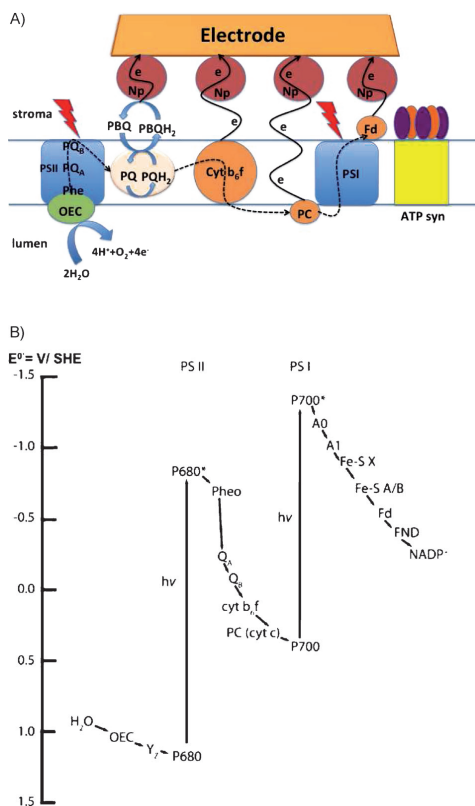 A)
Electrode
e e e e
Np Np Np Np
stroma PBQ PBQH2 Fd
PQB
PSII PQA PQ PQH2 Cyt b6f PSI
Phe
OEC PC ATP syn
lumen
4H++O2+4e-
2H2O
B)
E0'= V/ SHE
PS II PS I
-1.5
P700*
A0
A1
-1.0
Fe-S X
P680*
Pheo Fe-S A/B
-0.5 Fd
hν hν FND
QA NADP-
0.0 QB
cyt b6f
PC (cyt c) P700
0.5
H2O
1.0 OEC
YZ P680
1.5